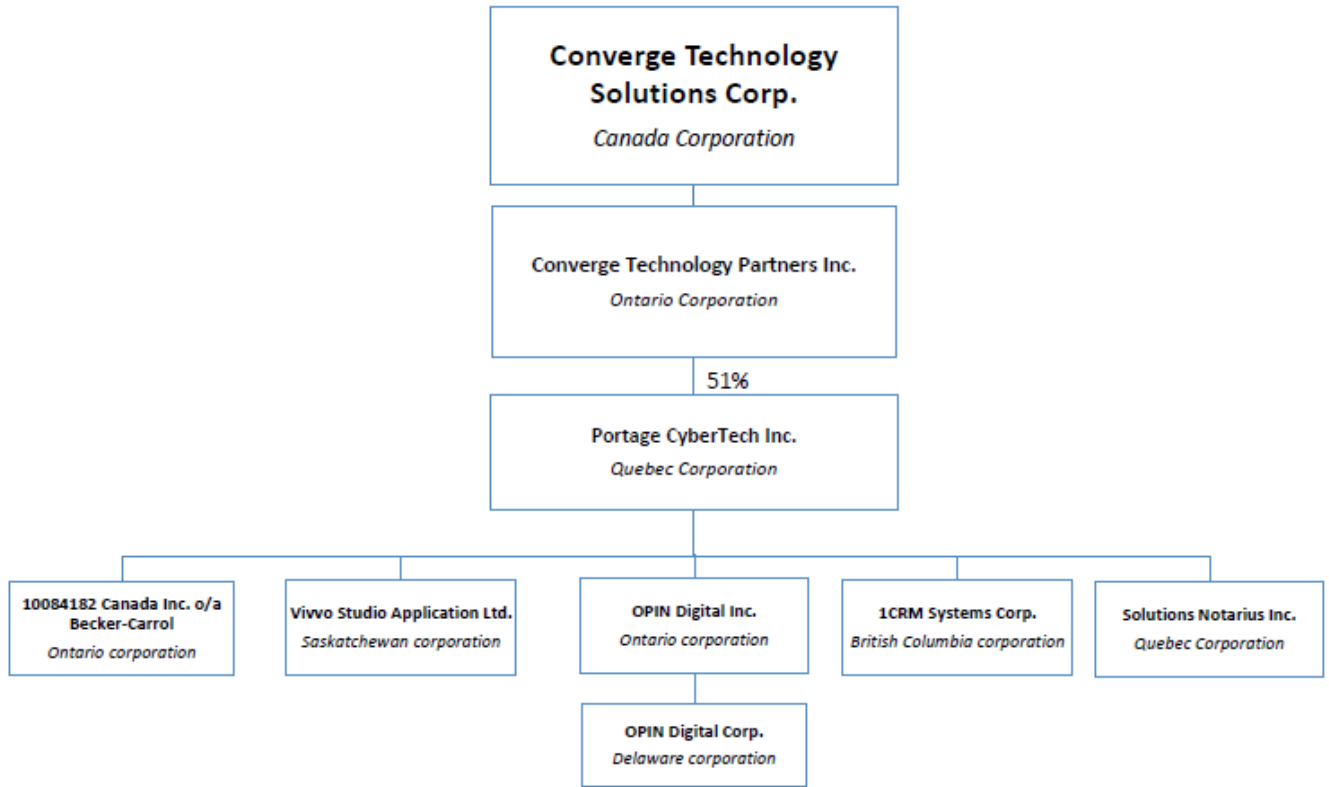 Converge Technology
Solutions Corp.
Canada Corporation
Converge Technology Partners Inc.
Ontario Corporation
51%
Portage CyberTech Inc.
Quebec Corporation
10084182 Canada Inc. o/a
Becker-Carrol
Ontario corporation
Vivvo Studio Application Ltd.
Saskatchewan corporation
OPIN Digital Inc.
Ontario corporation
1CRM Systems Corp.
British Columbia corporation
Solutions Notarius Inc.
Quebec Corporation
OPIN Digital Corp.
Delaware corporation